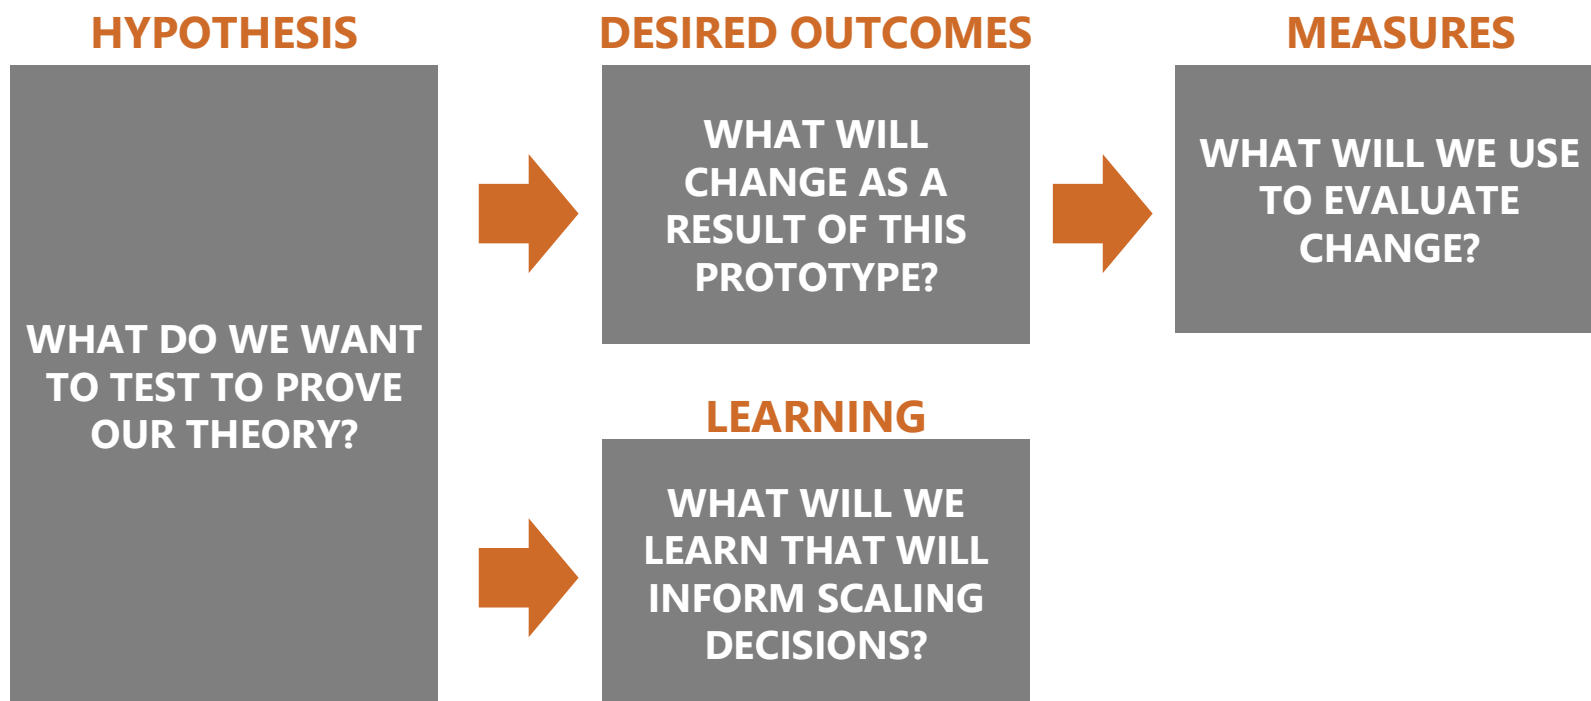 HYPOTHESIS
WHAT DO WE WANT
TO TEST TO PROVE
OUR THEORY?
DESIRED OUTCOMES
WHAT WILL
CHANGE AS A
RESULT OF THIS
PROTOTYPE?
MEASURES
WHAT WILL WE USE
TO EVALUATE
CHANGE?
LEARNING
WHAT WILL WE
LEARN THAT WILL
INFORM SCALING
DECISIONS?